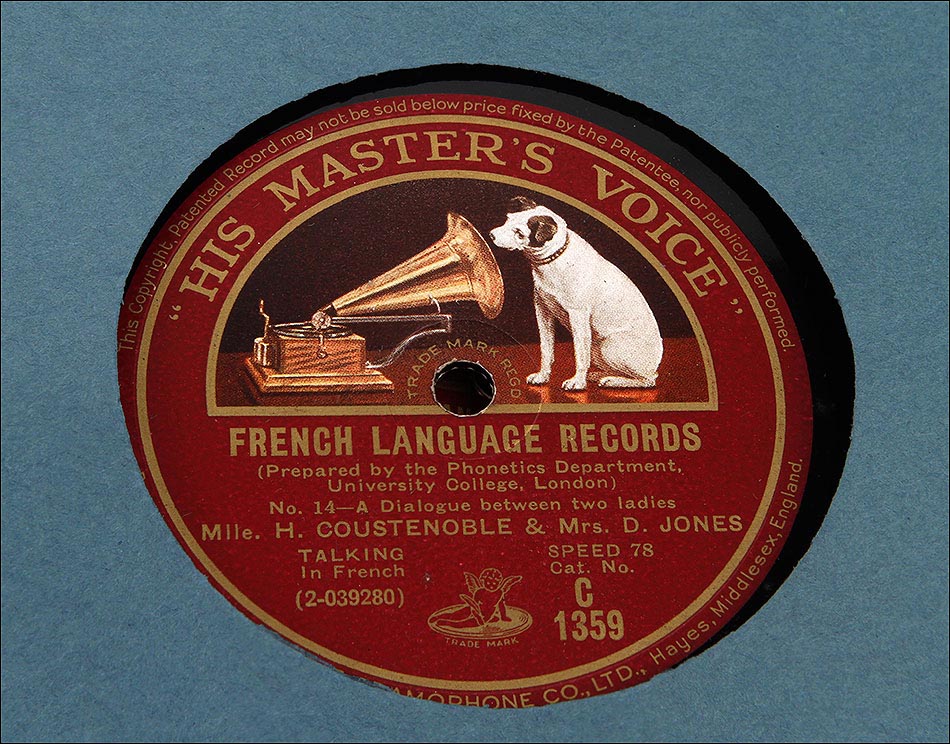 This Copyright. Patented Record may not be sold below price fixed by the Patentee, nor publicly performed.
"HIS MASTER'S VOICE"
TRADE MARK REGD
FRENCH LANGUAGE RECORDS
(Prepared by the Phonetics Department,
University College, London)
No. 14—A Dialogue between two ladies
Mlle. H. COUSTENOBLE & Mrs. D. JONES
TALKING
In French
(2-039280)
SPEED 78
Cat. No.
C
1359
TRADE MARK
CO., LTD., Hayes, Middlesex, England.